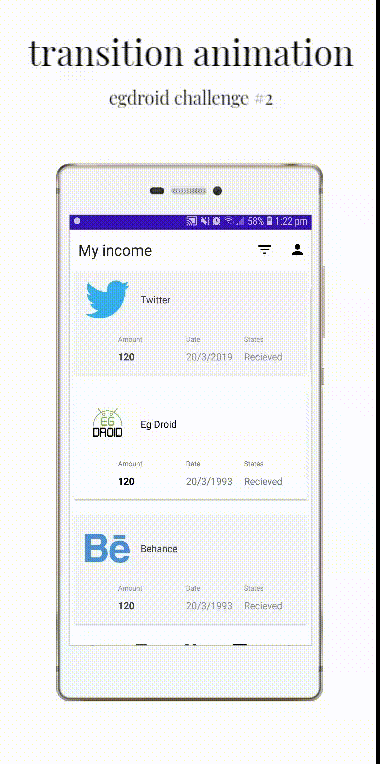 transition animation
egdroid challenge #2
58% 1:22 pm
My income
Twitter
Amount Date States
120 20/3/2019 Recieved
EG
DROID
Eg Droid
Amount Date States
120 20/3/1993 Recieved
Bē
Behance
Amount Date States
120 20/3/1993 Recieved